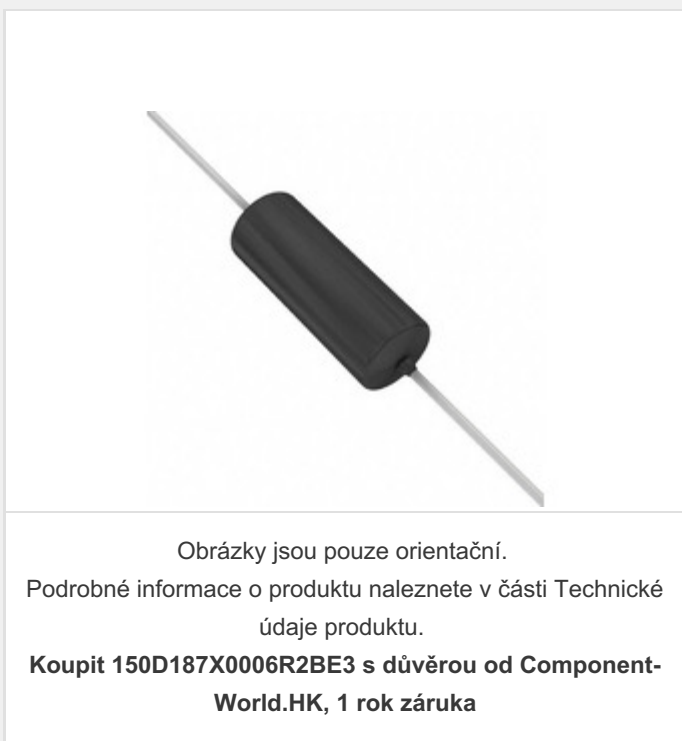 Obrázky jsou pouze orientační.
Podrobné informace o produktu naleznete v části Technické
údaje produktu.
Koupit 150D187X0006R2BE3 s důvěrou od Component-
World.HK, 1 rok záruka